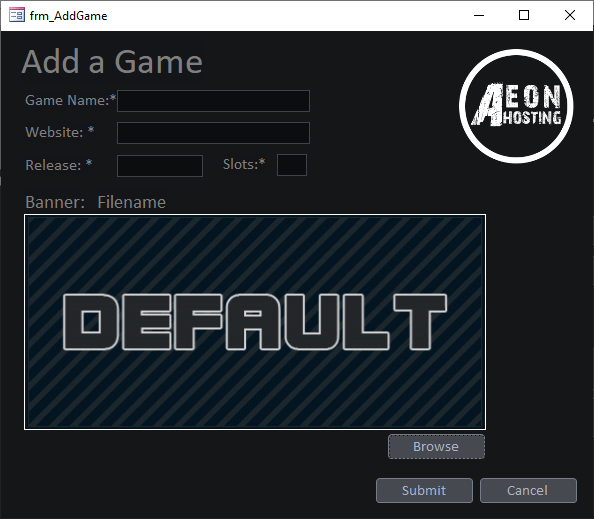 frm_AddGame
Add a Game
Game Name:*
Website: *
Release: * Slots:*
AEON
HOSTING
Banner: Filename
DEFAULT
Browse
Submit Cancel